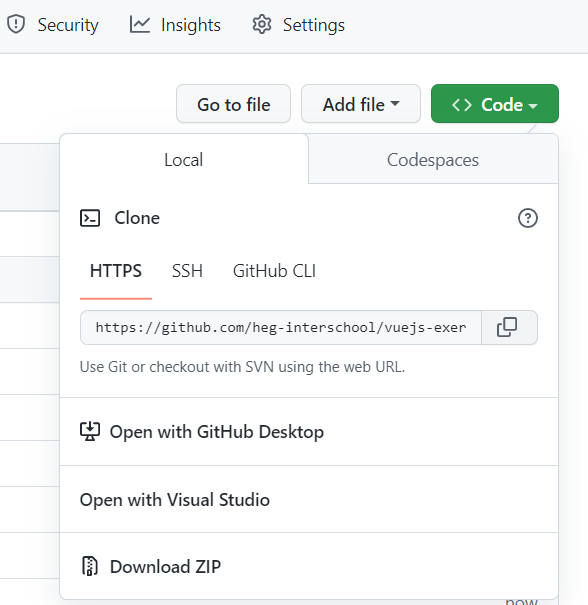 Security Insights Settings
Go to file Add file Code
Local Codespaces
Clone
HTTPS SSH GitHub CLI
https://github.com/heg-interschool/vuejs-exer
Use Git or checkout with SVN using the web URL.
Open with GitHub Desktop
Open with Visual Studio
Download ZIP
now